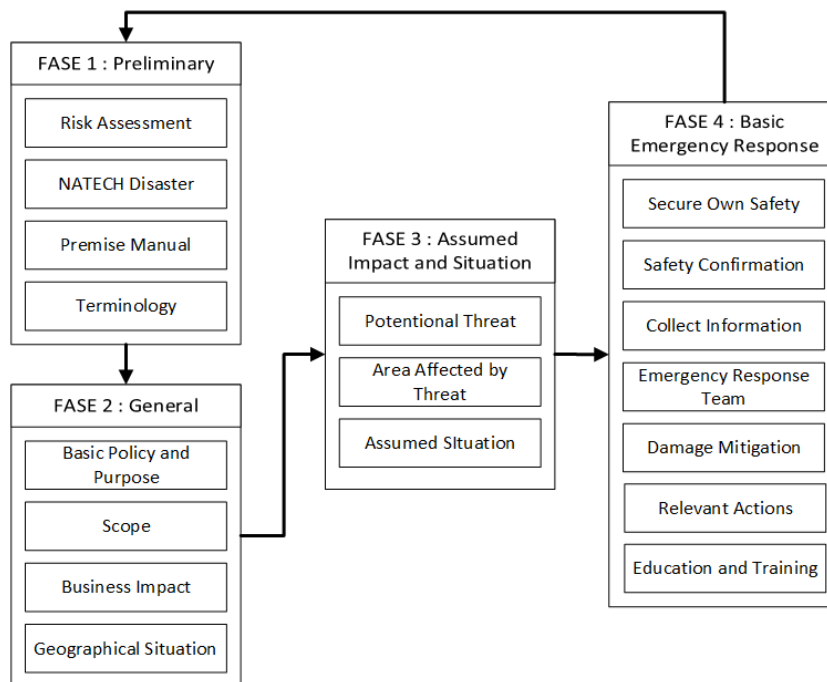 FASE 1 : Preliminary
Risk Assessment
NATECH Disaster
Premise Manual
Terminology
FASE 2 : General
Basic Policy and
Purpose
Scope
Business Impact
Geographical Situation
FASE 3 : Assumed
Impact and Situation
Potentional Threat
Area Affected by
Threat
Assumed SItuation
FASE 4 : Basic
Emergency Response
Secure Own Safety
Safety Confirmation
Collect Information
Emergency Response
Team
Damage Mitigation
Relevant Actions
Education and Training